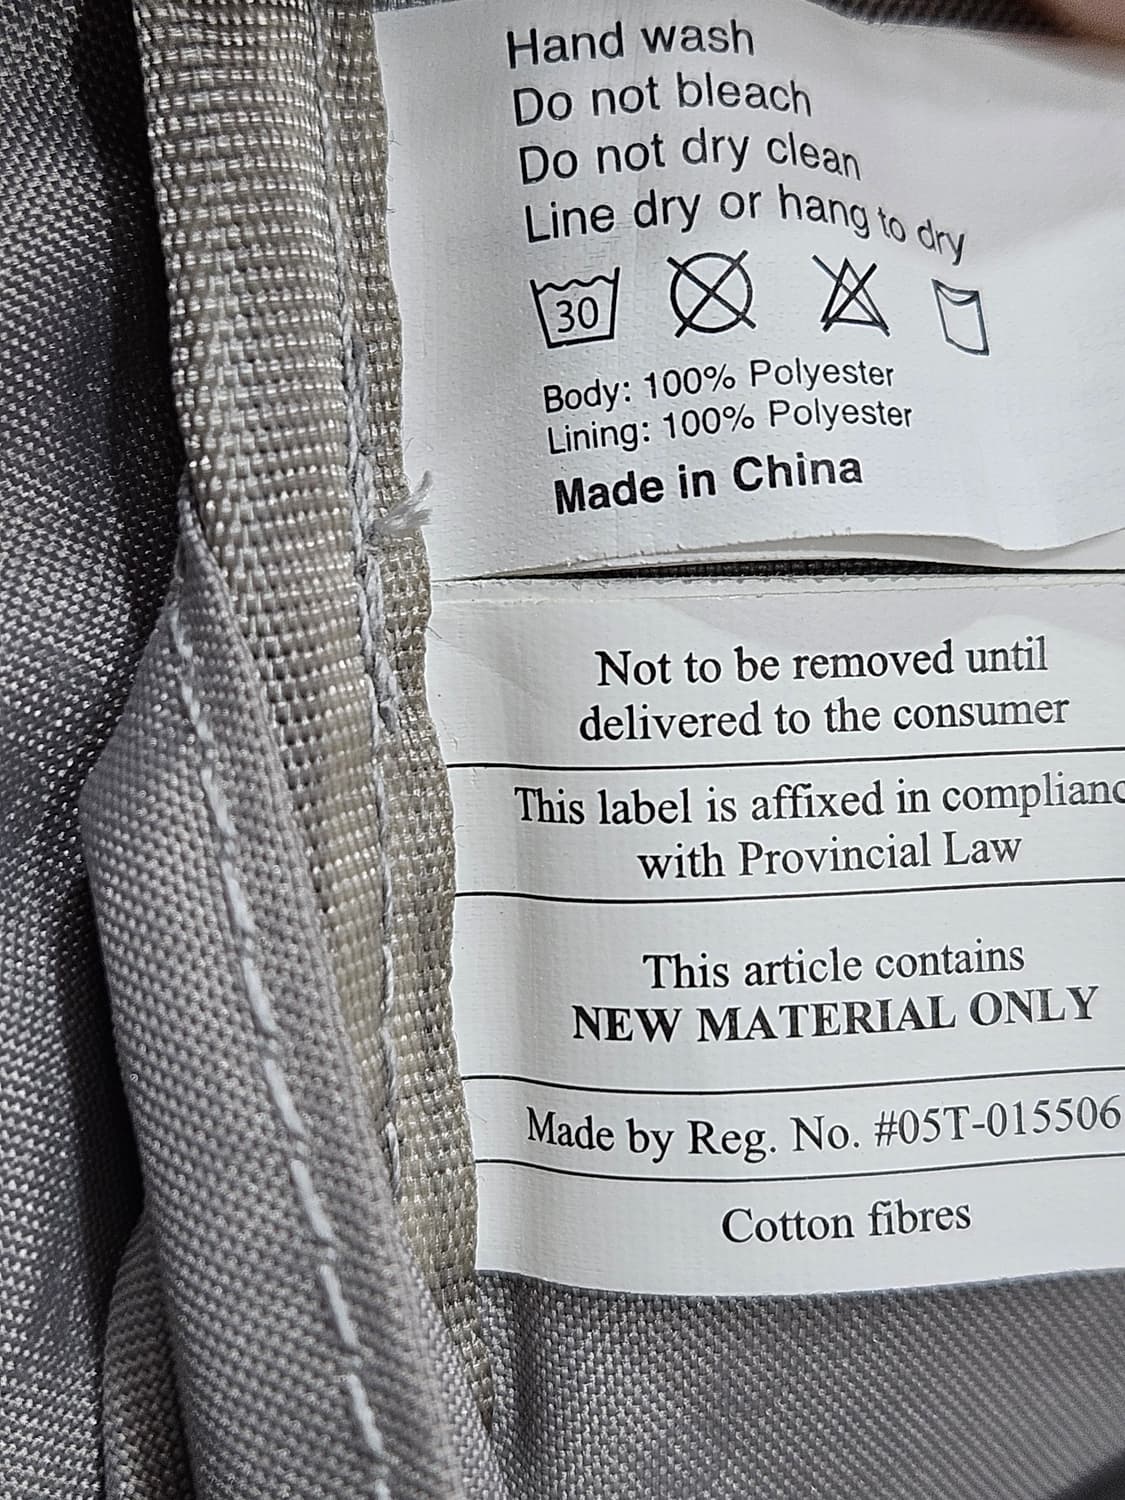 Hand wash
Do not bleach
Do not dry clean
Line dry or hang to dry
30
Body: 100% Polyester
Lining: 100% Polyester
Made in China
Not to be removed until
delivered to the consumer
This label is affixed in complianc
with Provincial Law
This article contains
NEW MATERIAL ONLY
Made by Reg. No. #05T-015506
Cotton fibres